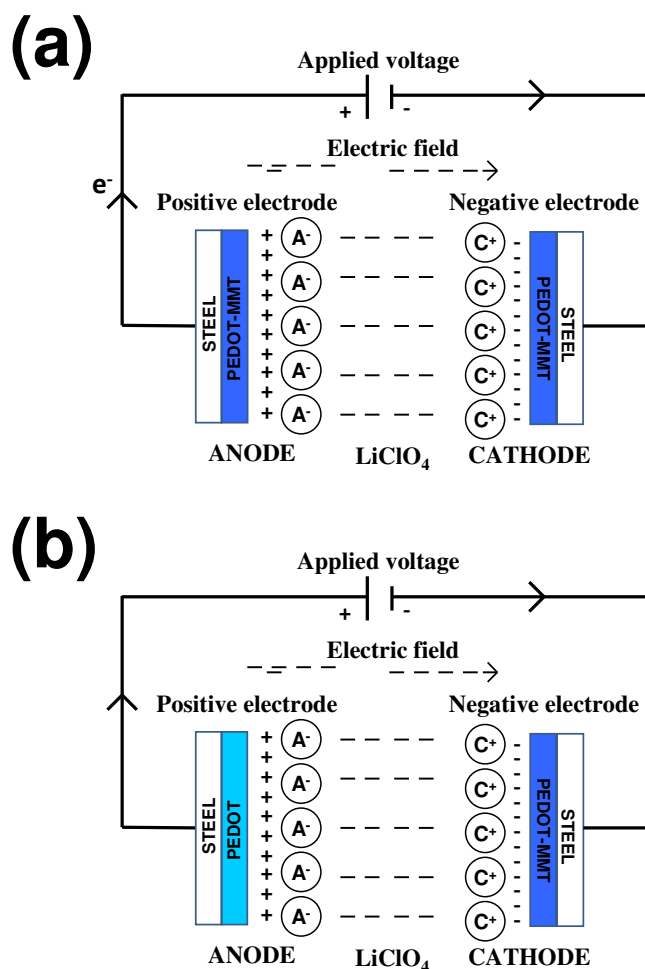 (a)
Applied voltage
+ -
Electric field
e-
Positive electrode Negative electrode
STEEL PEDOT-MMT + + + + + + + + + + + A- A- A- A- A- C+ C+ C+ C+ C+ - - - - - - - - - - - PEDOT-MMT STEEL
ANODE LiClO4 CATHODE
(b)
Applied voltage
+ -
Electric field
Positive electrode Negative electrode
STEEL PEDOT + + + + + + + + + + + A- A- A- A- A- C+ C+ C+ C+ C+ - - - - - - - - - - - PEDOT-MMT STEEL
ANODE LiClO4 CATHODE